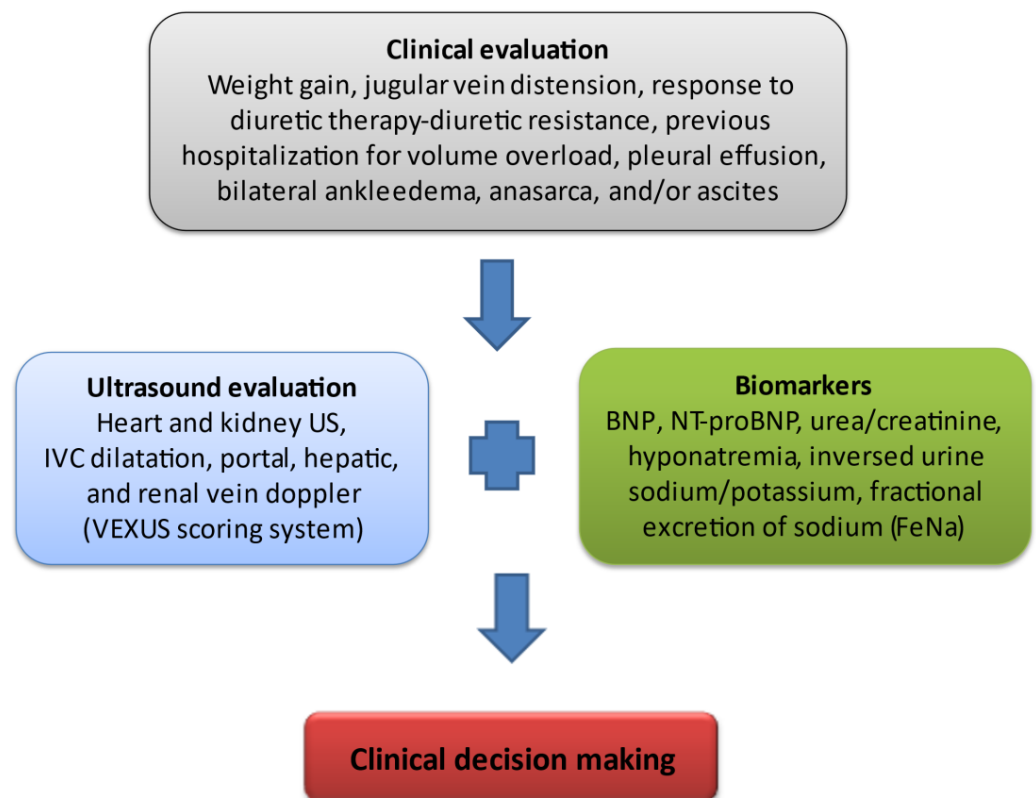 Clinical evaluation
Weight gain, jugular vein distension, response to
diuretic therapy-diuretic resistance, previous
hospitalization for volume overload, pleural effusion,
bilateral ankleedema, anasarca, and/or ascites
Ultrasound evaluation
Heart and kidney US,
IVC dilatation, portal, hepatic,
and renal vein doppler
(VEXUS scoring system)
Biomarkers
BNP, NT-proBNP, urea/creatinine,
hyponatremia, inversed urine
sodium/potassium, fractional
excretion of sodium (FeNa)
Clinical decision making